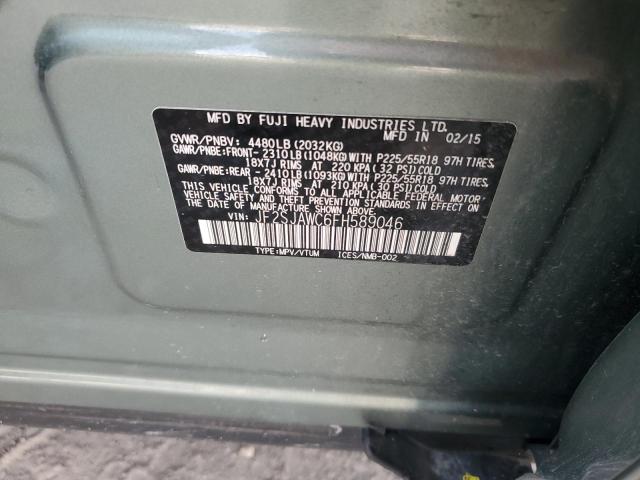 MFD BY FUJI HEAVY INDUSTRIES LTD.
GVWR/PNBV: 4480LB(2032KG) MFD IN 02/15
GAWR/PNBE:FRONT- 2310LB(1048KG)WITH P225/55R18 97H TIRES,
18X7J RIMS AT 220 KPA(32 PSI)COLD
GAWR/PNBE:REAR - 2410LB(1093KG)WITH P225/55R18 97H TIRES,
18X7J RIMS AT 210 KPA(30 PSI)COLD
THIS VEHICLE CONFORMS TO ALL APPLICABLE FEDERAL MOTOR
VEHICLE SAFETY STANDARDS IN EFFECT ON THE
DATE OF MANUFACTURE SHOWN ABOVE.
VIN: JF2SJAWC6FH589046
TYPE:MPV/VTUM ICES/NMB-002